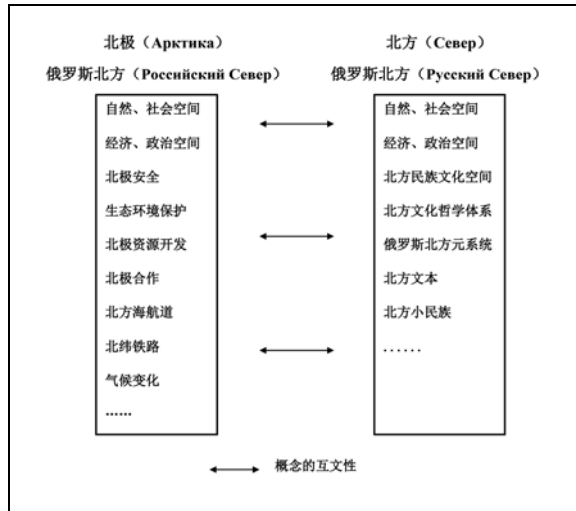 北极（Арктика）
俄罗斯北方（Российский Север）
自然、社会空间
经济、政治空间
北极安全
生态环境保护
北极资源开发
北极合作
北方海航道
北纬铁路
气候变化
......
北方（Север）
俄罗斯北方（Русский Север）
自然、社会空间
经济、政治空间
北方民族文化空间
北方文化哲学体系
俄罗斯北方元系统
北方文本
北方小民族
......
概念的互文性